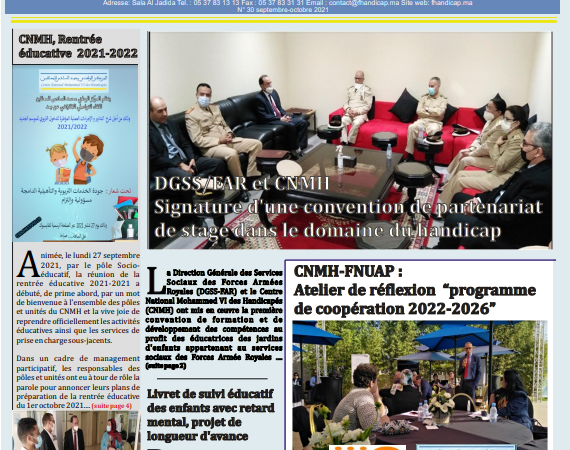 Adresse: Sala Al Jadida Tel. : 05 37 83 13 13 Fax : 05 37 83 31 31 Email : contact@fhandicap.ma Site web: fhandicap.ma
N° 30 septembre-octobre 2021
CNMH, Rentrée
éducative 2021-2022
2021/2022
تحت شعار : جودة الخدمات التربوية والتأهيلية الدامجة
مسؤولية والتزام
Animée, le lundi 27 septembre
2021, par le pôle Socio-
éducatif, la réunion de la
rentrée éducative 2021-2021 a
débuté, de prime abord, par un mot
de bienvenue à l'ensemble des pôles
et unités du CNMH et la vive joie de
reprendre officiellement les activités
éducatives ainsi que les services de
prise en charge sous-jacents.
Dans un cadre de management
participatif, les responsables des
pôles et unités ont eu à tour de rôle la
parole pour annoncer leurs plans de
préparation de la rentrée éducative
du 1er octobre 2021... (suite page 4)
DGSS/FAR et CNMH
Signature d'une convention de partenariat
de stage dans le domaine du handicap
La Direction Générale des Services
Sociaux des Forces Armées
Royales (DGSS-FAR) et le Centre
National Mohammed VI des Handicapés
(CNMH) ont mis en œuvre la première
convention de formation et de
développement des compétences au
profit des éducatrices des jardins
d'enfants appartenant au services
sociaux des Forces Armée Royales ...
(suite page 2)
Livret de suivi éducatif
des enfants avec retard
mental, projet de
longueur d'avance
CNMH-FNUAP :
Atelier de réflexion “programme
de coopération 2022-2026”